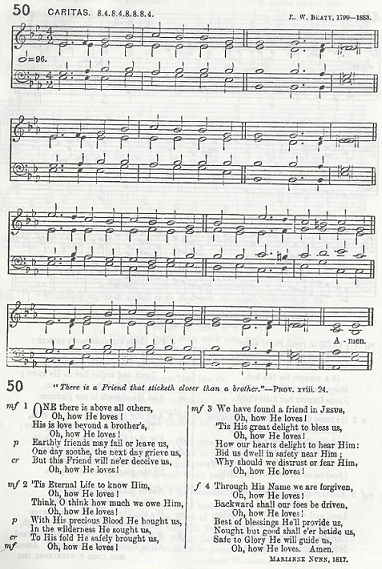 50 CARITAS. 8.4.8.4.8.8.8.4. R. W. BEATY, 1799—1883.
=96.
A - men.
50
"There is a Friend that sticketh closer than a brother."—PROV. xviii. 24.
mf 1 ONE there is above all others,
Oh, how He loves!
His is love beyond a brother's,
Oh, how He loves!
p Earthly friends may fail or leave us,
One day soothe, the next day grieve us,
cr But this Friend will ne'er deceive us,
Oh, how He loves!
mf 2 'Tis Eternal Life to know Him,
Oh, how He loves!
Think, O think how much we owe Him,
Oh, how He loves!
p With His precious Blood He bought us,
In the wilderness He sought us,
cr To His fold He safely brought us,
mf Oh, how He loves!
mf 3 We have found a friend in JESUS,
Oh, how He loves!
'Tis His great delight to bless us,
Oh, how He loves!
How our hearts delight to hear Him:
Bid us dwell in safety near Him;
Why should we distrust or fear Him,
Oh, how He loves!
f 4 Through His Name we are forgiven,
Oh, how He loves!
Backward shall our foes be driven,
Oh, how He loves!
Best of blessings He'll provide us,
Nought but good shall e'er betide us,
Safe to Glory He will guide us,
Oh, how He loves. Amen.
MARIANNE NUNN, 1817.